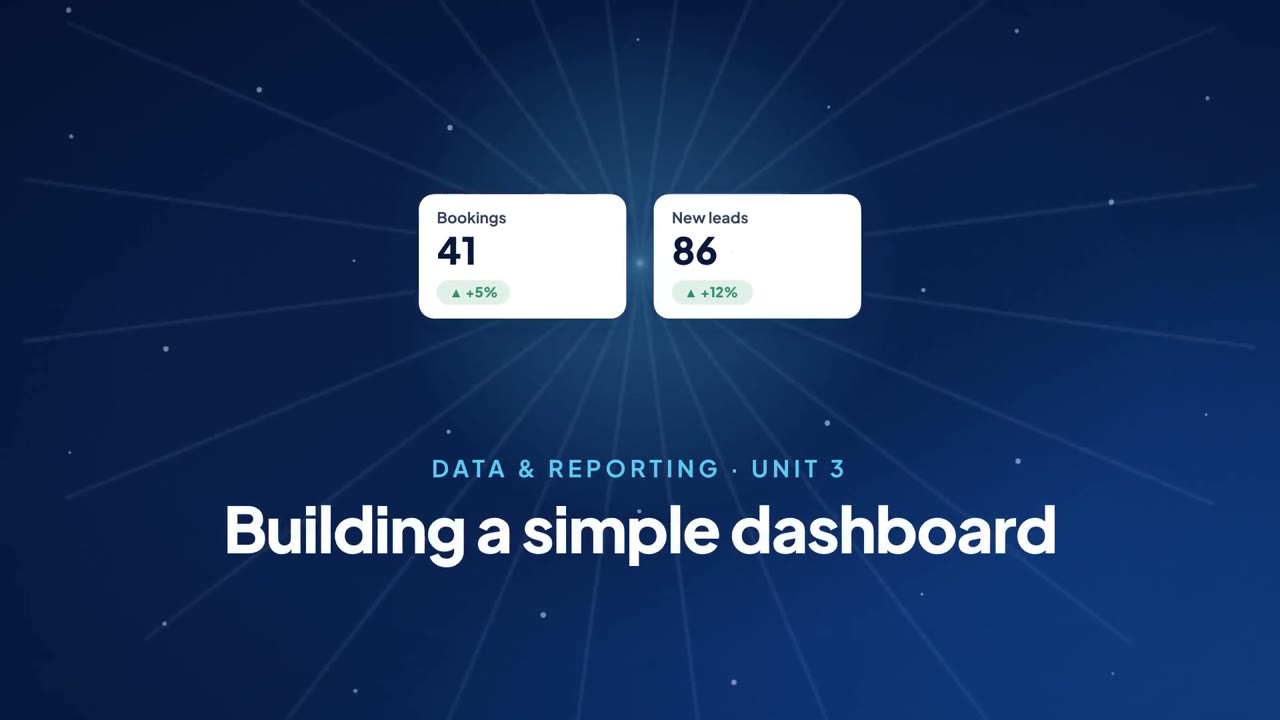 Bookings
41
▲ +5%
New leads
86
▲ +12%
DATA & REPORTING · UNIT 3
Building a simple dashboard